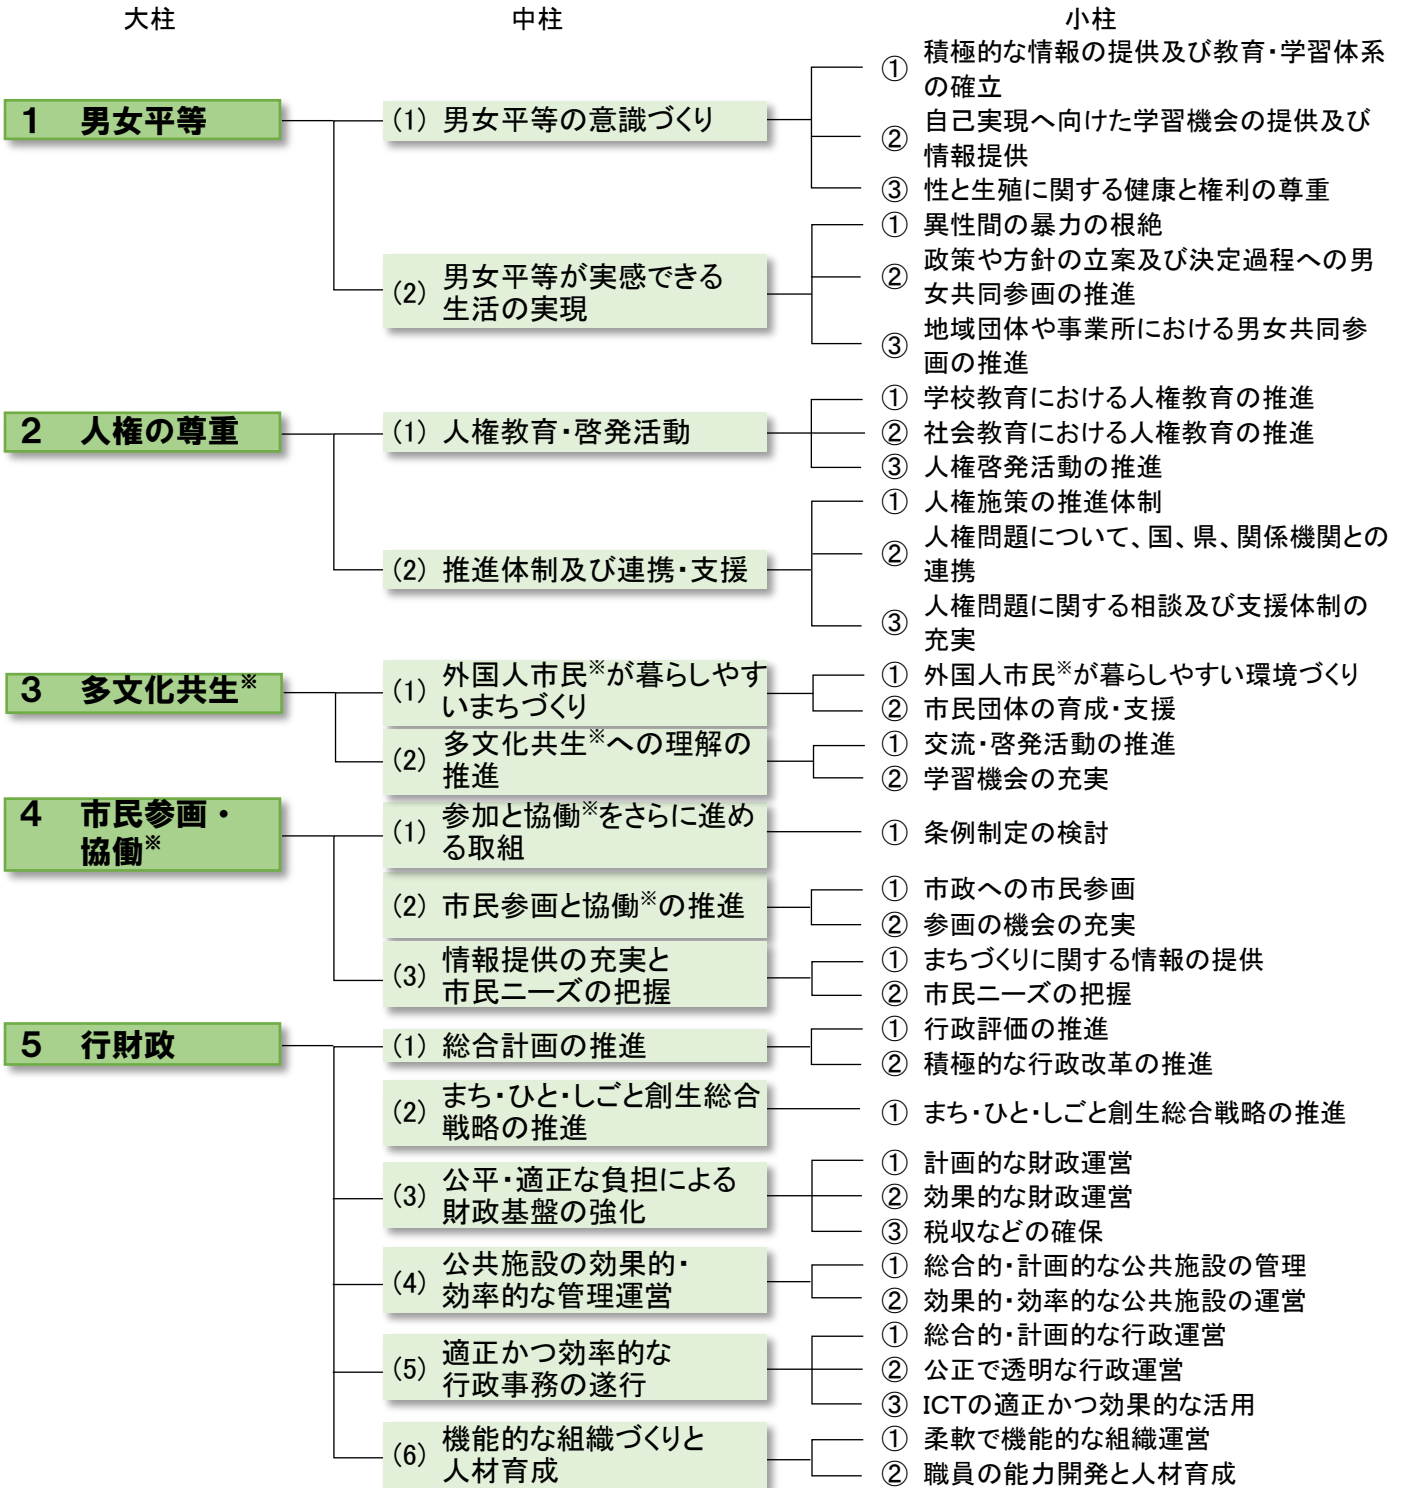 大柱 中柱 小柱
1 男女平等
(1) 男女平等の意識づくり
① 積極的な情報の提供及び教育・学習体系
の確立
② 自己実現へ向けた学習機会の提供及び
情報提供
③ 性と生殖に関する健康と権利の尊重
(2) 男女平等が実感できる
生活の実現
① 異性間の暴力の根絶
② 政策や方針の立案及び決定過程への男
女共同参画の推進
③ 地域団体や事業所における男女共同参
画の推進
2 人権の尊重
(1) 人権教育・啓発活動
① 学校教育における人権教育の推進
② 社会教育における人権教育の推進
③ 人権啓発活動の推進
(2) 推進体制及び連携・支援
① 人権施策の推進体制
② 人権問題について、国、県、関係機関との
連携
③ 人権問題に関する相談及び支援体制の
充実
3 多文化共生※
(1) 外国人市民※が暮らしやす
いまちづくり
① 外国人市民※が暮らしやすい環境づくり
② 市民団体の育成・支援
(2) 多文化共生※への理解の
推進
① 交流・啓発活動の推進
② 学習機会の充実
4 市民参画・
協働※
(1) 参加と協働※をさらに進め
る取組
① 条例制定の検討
(2) 市民参画と協働※の推進
① 市政への市民参画
② 参画の機会の充実
(3) 情報提供の充実と
市民ニーズの把握
① まちづくりに関する情報の提供
② 市民ニーズの把握
5 行財政
(1) 総合計画の推進
① 行政評価の推進
② 積極的な行政改革の推進
(2) まち・ひと・しごと創生総合
戦略の推進
① まち・ひと・しごと創生総合戦略の推進
(3) 公平・適正な負担による
財政基盤の強化
① 計画的な財政運営
② 効果的な財政運営
③ 税収などの確保
(4) 公共施設の効果的・
効率的な管理運営
① 総合的・計画的な公共施設の管理
② 効果的・効率的な公共施設の運営
(5) 適正かつ効率的な
行政事務の遂行
① 総合的・計画的な行政運営
② 公正で透明な行政運営
③ ICTの適正かつ効果的な活用
(6) 機能的な組織づくりと
人材育成
① 柔軟で機能的な組織運営
② 職員の能力開発と人材育成